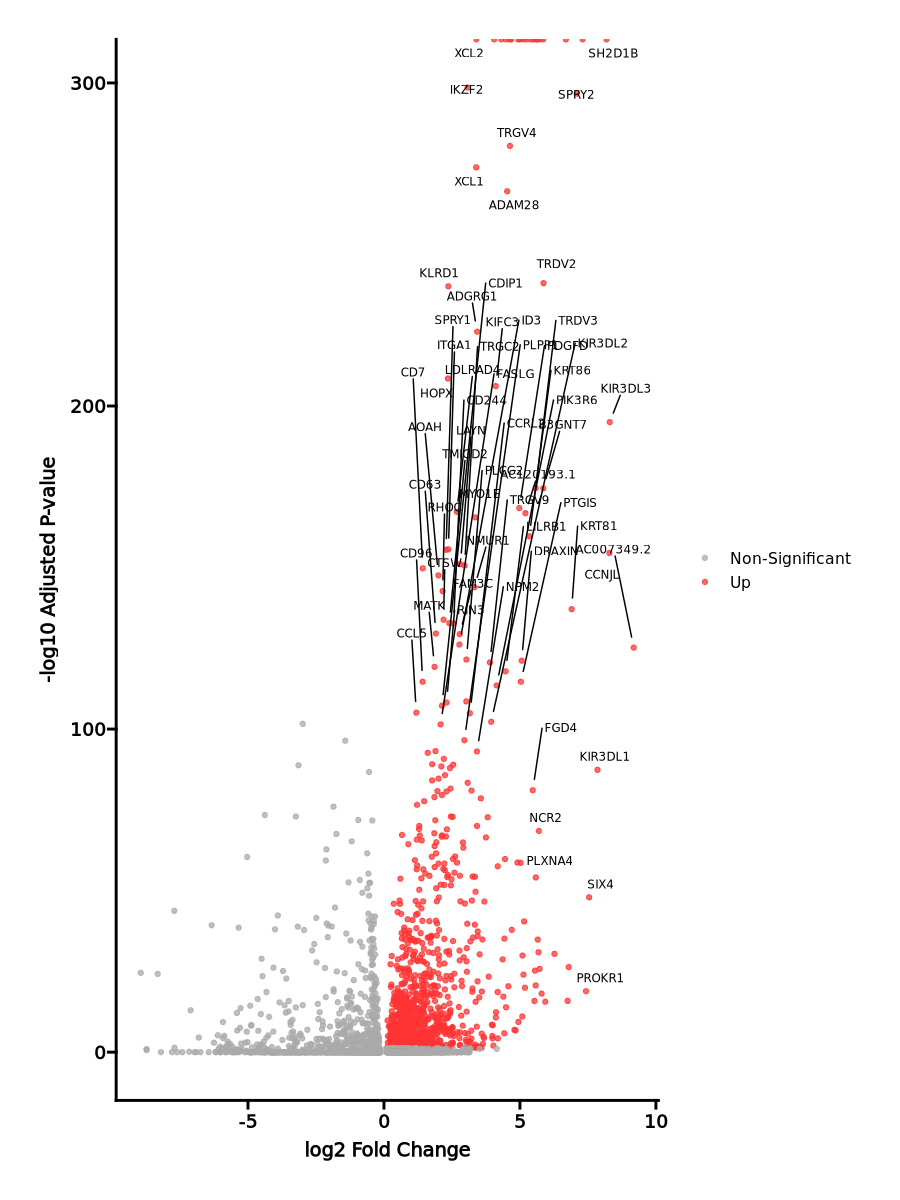 XCL2
SH2D1B
300
IKZF2
SPRY2
TRGV4
XCL1
ADAM28
TRDV2
KLRD1
CDIP1
ADGRG1
SPRY1
KIFC3
ID3
TRDV3
ITGA1
TRGC2
PDGFD
KIR3DL2
CD7
LDLRAD4
FASLG
KRT86
KIR3DL3
HOPX
CD244
PIK3R6
200
AOAH
LAYN
B3GNT7
TMIGD2
PLCG2
AC120193.1
CD63
MYO1E
TRGV9
PTGIS
RHOC
LILRB1
KRT81
NMUR1
CD96
CTSW
DRAXIN
AC007349.2
FAM3C
NPM2
CCNJL
MATK
RIN3
CCL5
100
FGD4
KIR3DL1
NCR2
PLXNA4
SIX4
PROKR1
0
-5
0
5
10
log2 Fold Change
-log10 Adjusted P-value
Non-Significant
Up